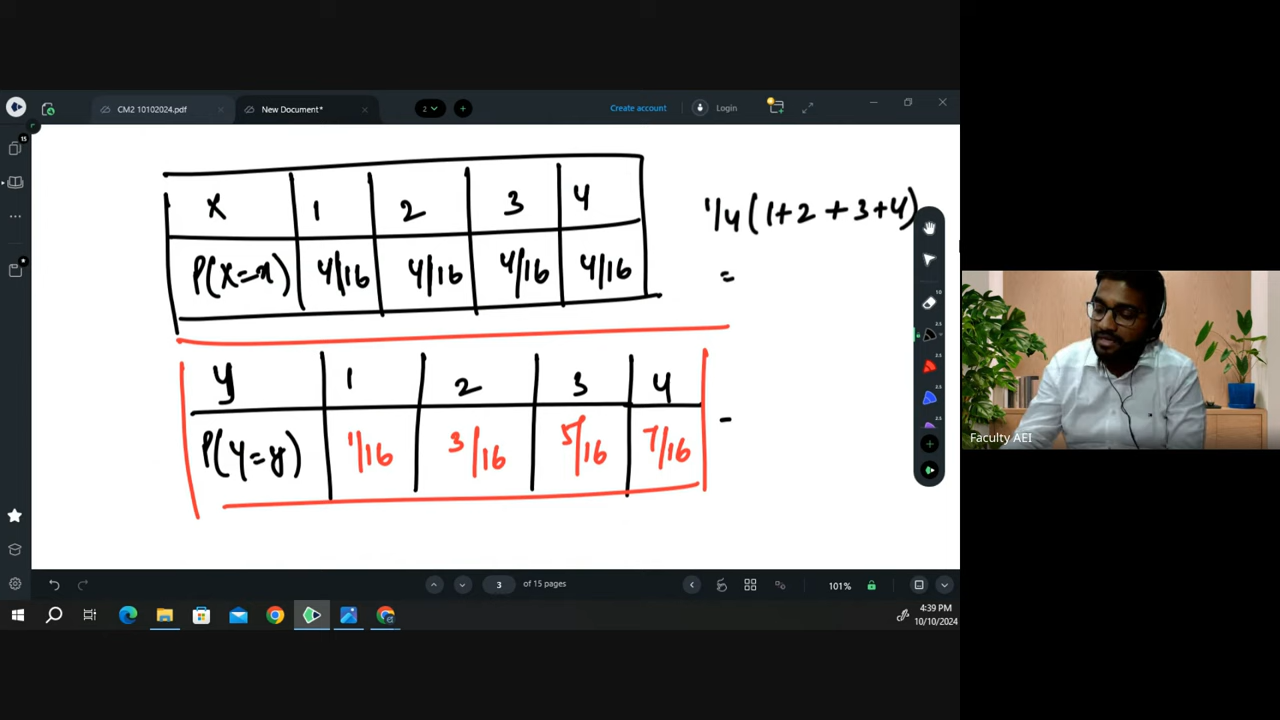 CM2 10102024.pdf
New Document*
2
Create account
Login
15
x 1 2 3 4
P(X=x) 4/16 4/16 4/16 4/16
1/4(1+2+3+4)
=
y 1 2 3 4
P(Y=y) 1/16 3/16 5/16 7/16
-
Faculty AEI
3 of 15 pages
101%
4:39 PM
10/10/2024